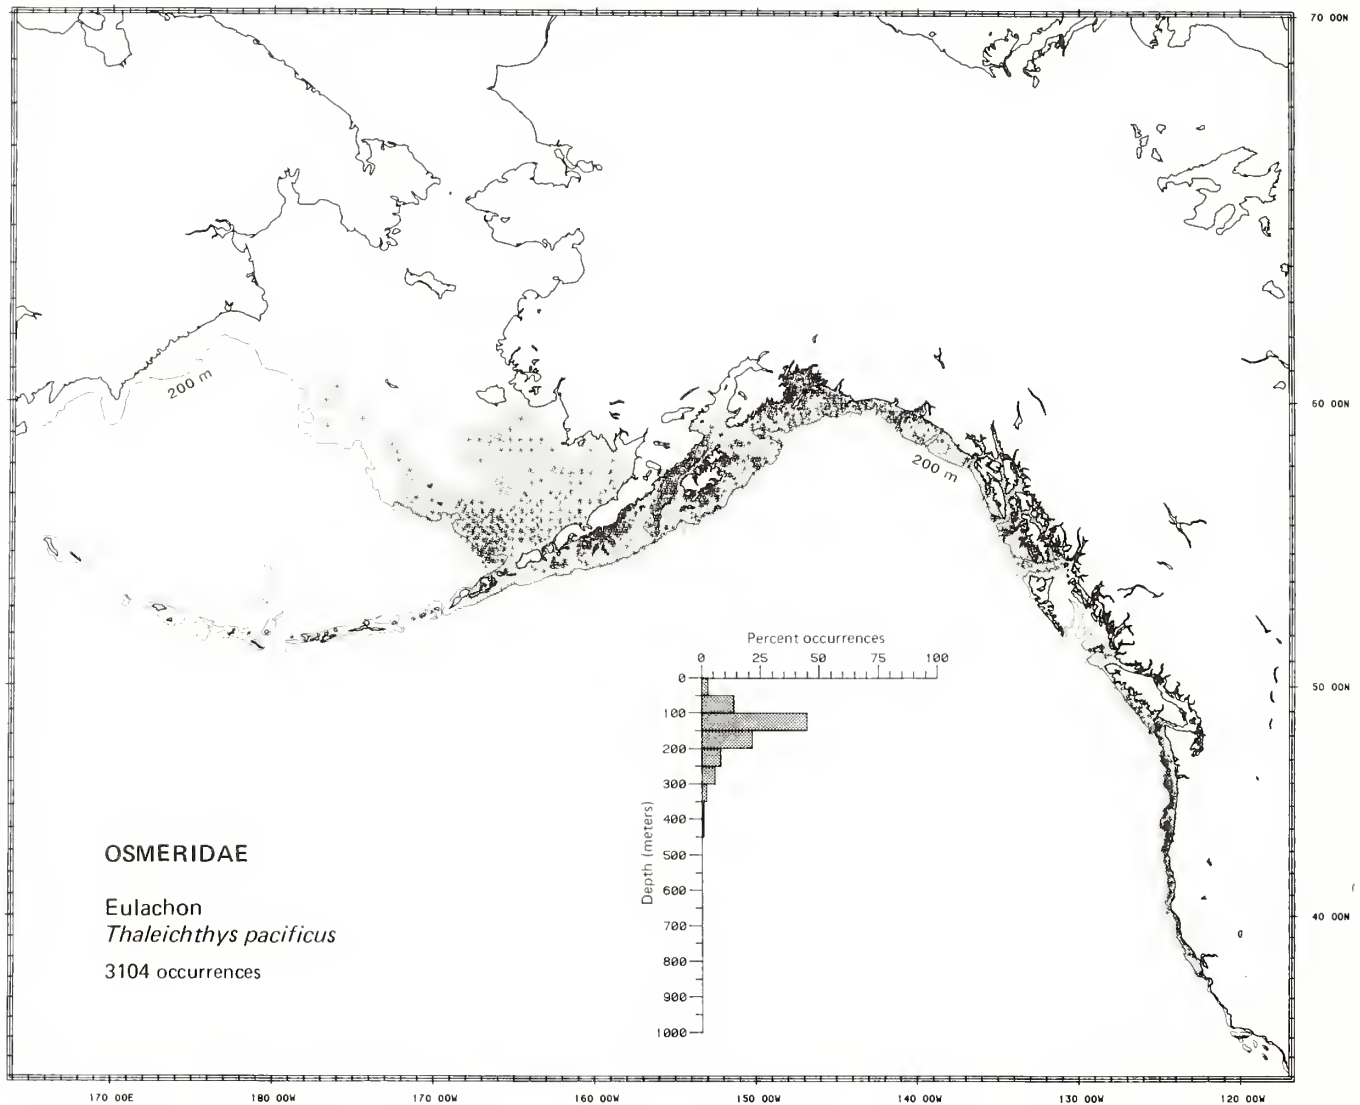 70 00N
200 m
60 00N
200 m
Percent occurrences
0 25 50 75 100
0
100
200
300
400
500
600
700
800
900
1000
Depth (meters)
50 00N
40 00N
OSMERIDAE
Eulachon
Thaleichthys pacificus
3104 occurrences
170 00E 180 00W 170 00W 160 00W 150 00W 140 00W 130 00W 120 00W